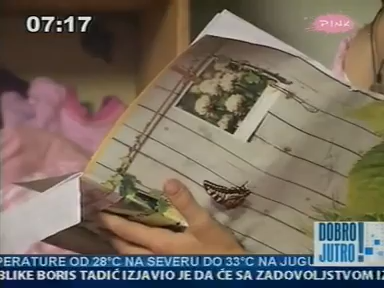 07:17
PINK
DOBRO
JUTRO!
PERATURE OD 28°C NA SEVERU DO 33°C NA JUGU
BLIKE BORIS TADIĆ IZJAVIO JE DA ĆE SA ZADOVOLJSTVOM IZ